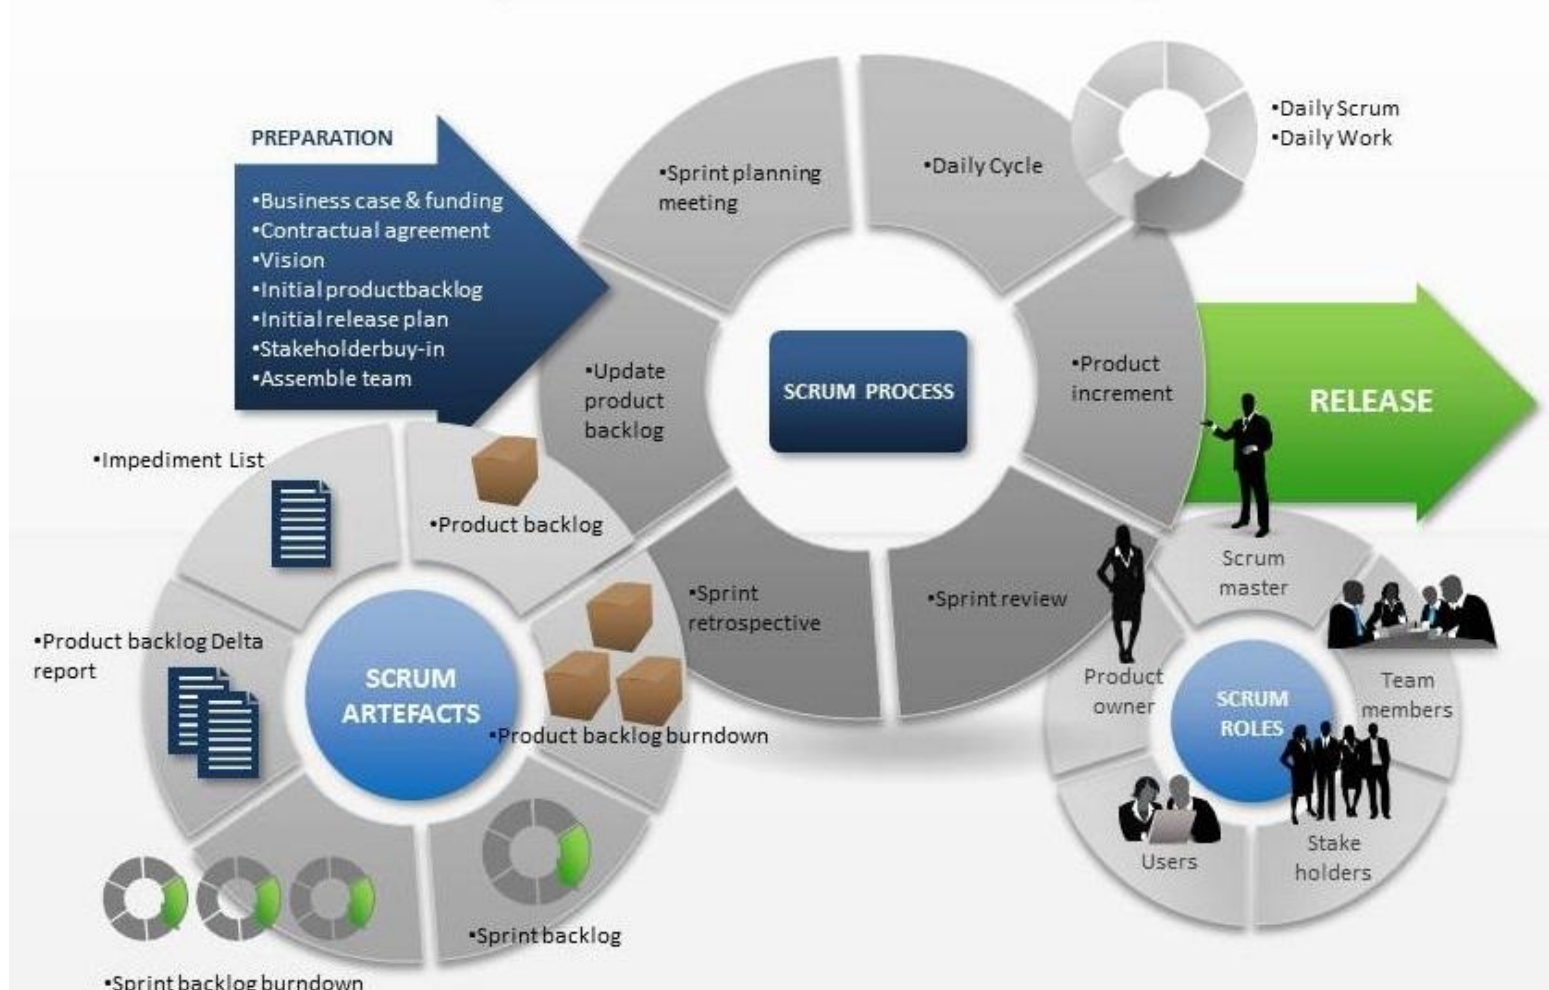 PREPARATION
•Business case & funding
•Contractual agreement
•Vision
•Initial productbacklog
•Initial release plan
•Stakeholderbuy-in
•Assemble team
•Sprint planning
meeting
•Daily Cycle
•Daily Scrum
•Daily Work
•Update
product
backlog
SCRUM PROCESS
•Product
increment
RELEASE
•Sprint
retrospective
•Sprint review
•Impediment List
•Product backlog
•Product backlog Delta
report
SCRUM
ARTEFACTS
•Product backlog burndown
•Sprint backlog
•Sprint backlog burndown
Scrum
master
Product
owner
SCRUM
ROLES
Team
members
Users
Stake
holders